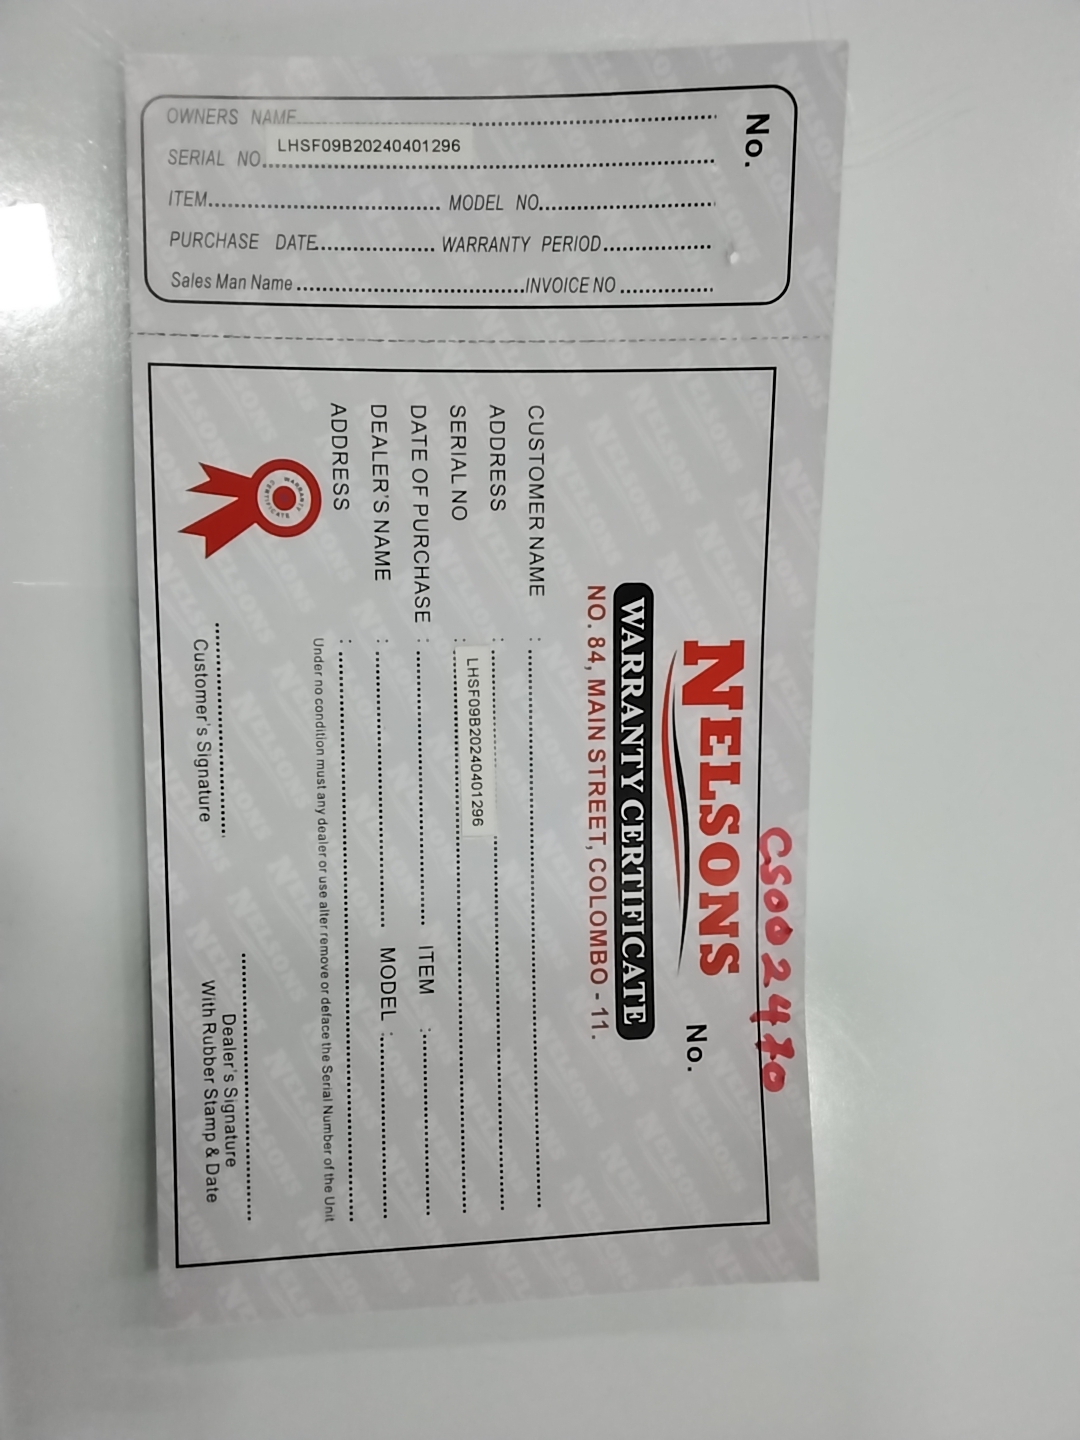 OWNERS NAME........................................
SERIAL NO. LHSF09B20240401296
ITEM........................................ MODEL NO..............................
PURCHASE DATE.................... WARRANTY PERIOD..................
Sales Man Name ........................................INVOICE NO ................
No.
CS002470
NELSONS
No.
WARRANTY CERTIFICATE
NO. 84, MAIN STREET, COLOMBO - 11.
CUSTOMER NAME :
ADDRESS :
SERIAL NO : LHSF09B20240401296
DATE OF PURCHASE : ITEM :
DEALER'S NAME : MODEL :
ADDRESS :
Under no condition must any dealer or use alter remove or deface the Serial Number of the Unit
WARRANTY CERTIFICATE
Customer's Signature
Dealer's Signature
With Rubber Stamp & Date